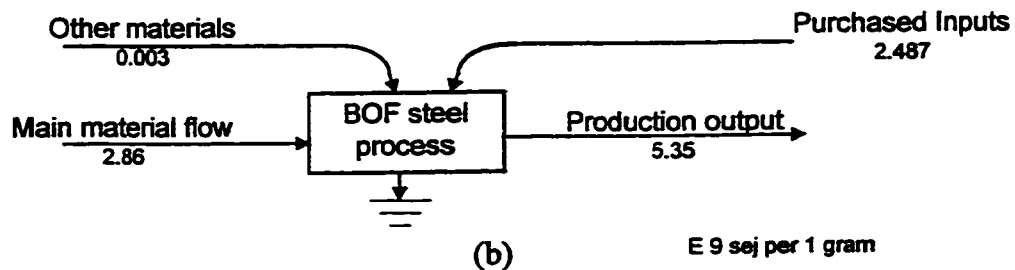 Other materials
0.003
Purchased Inputs
2.487
Main material flow
2.86
BOF steel
process
Production output
5.35
(b)
E 9 sej per 1 gram